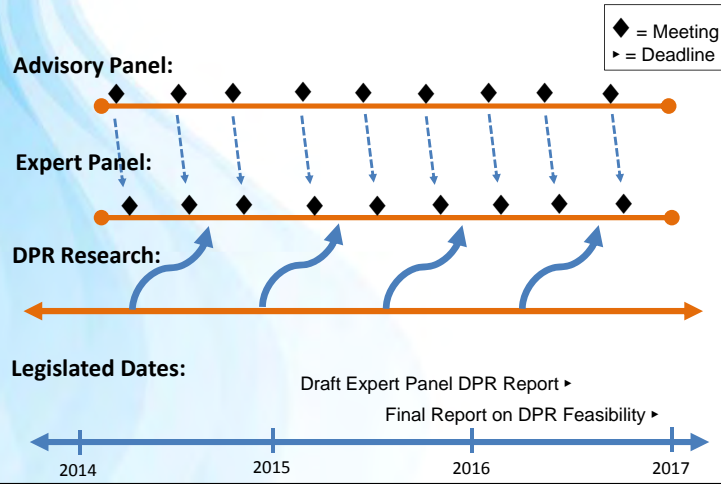 ◆ = Meeting
▸ = Deadline
Advisory Panel:
Expert Panel:
DPR Research:
Legislated Dates:
Draft Expert Panel DPR Report ▸
Final Report on DPR Feasibility ▸
2014 2015 2016 2017